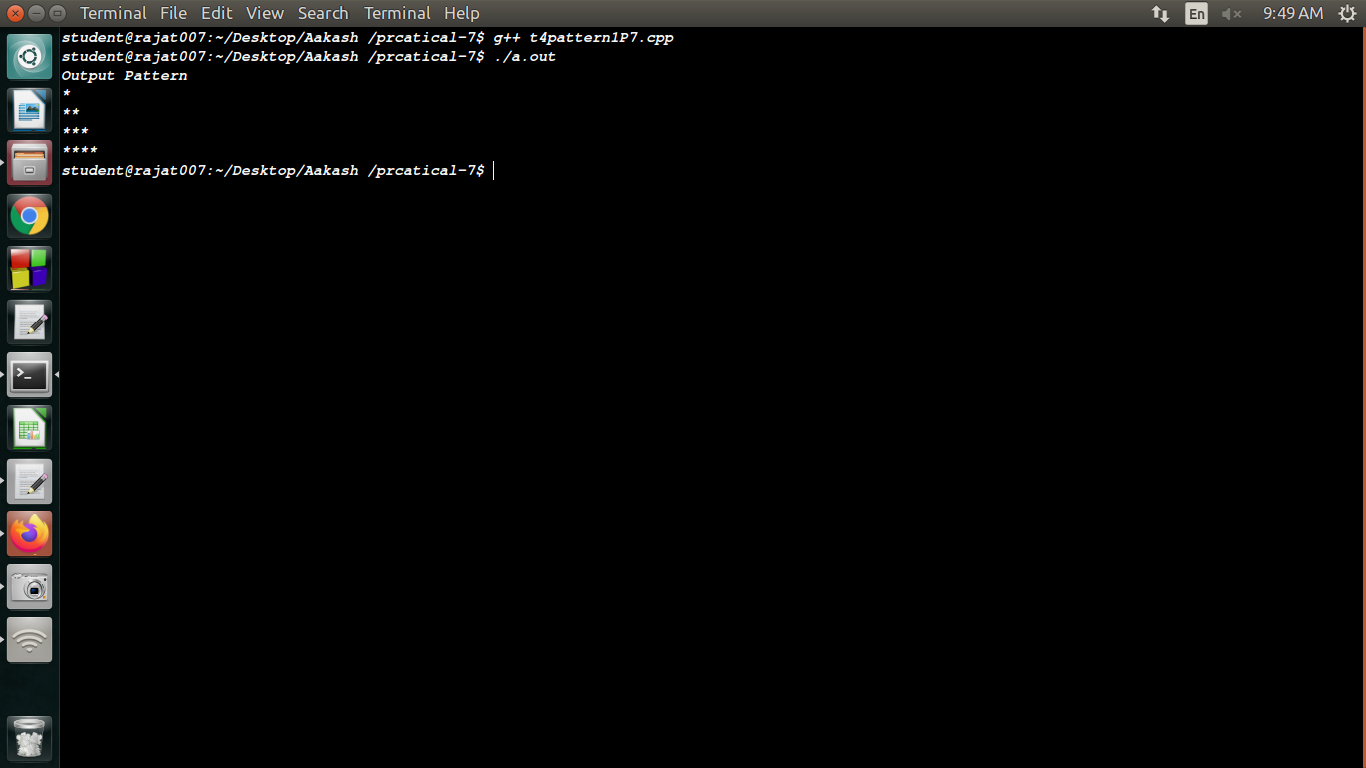 Terminal File Edit View Search Terminal Help En 9:49 AM
student@rajat007:~/Desktop/Aakash /prcatical-7$ g++ t4pattern1P7.cpp
student@rajat007:~/Desktop/Aakash /prcatical-7$ ./a.out
Output Pattern
*
**
***
****
student@rajat007:~/Desktop/Aakash /prcatical-7$